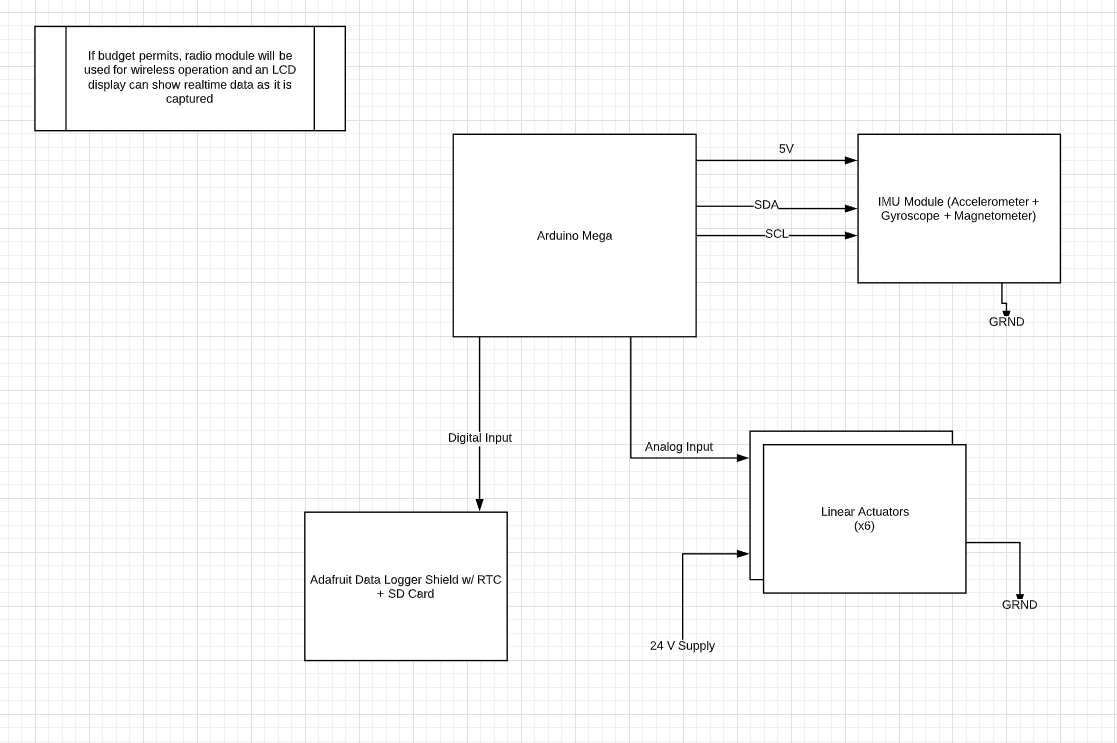 If budget permits, radio module will be
used for wireless operation and an LCD
display can show realtime data as it is
captured
5V
SDA
SCL
Arduino Mega
IMU Module (Accelerometer +
Gyroscope + Magnetometer)
GRND
Digital Input
Analog Input
Linear Actuators
(x6)
Adafruit Data Logger Shield w/ RTC
+ SD Card
GRND
24 V Supply